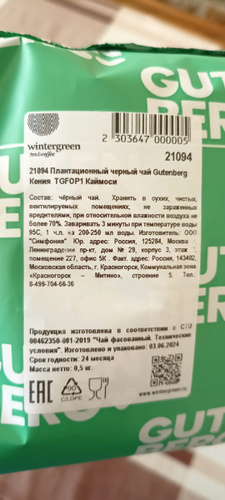 GUT
BERG
wintergreen
tea&coffee
2 303647 000005
21094
21094 Плантационный черный чай Gutenberg
Кения TGFOP1 Каймоси
Состав: чёрный чай. Хранить в сухих, чистых,
вентилируемых помещениях, не зараженных
вредителями, при относительной влажности воздуха не
более 70%. Заваривать 3 минуты при температуре воды
95С, 1 ч.л. на 200-250 мл воды. Изготовитель: ООО
"Симфония" Юр. адрес: Россия, 125284, Москва
Ленинградский пр-кт, дом № 29, корпус 3, этаж 1,
помещение 227, офис 5К . Факт. адрес: Россия, 143402,
Московская область, г. Красногорск, Коммунальная зона
«Красногорск – Митино», строение 5. Тел.:
8-499-704-66-36
Продукция изготовлена в соответствии с СТО
00462350-001-2019 "Чай фасованный. Технические
условия". Изготовлено и упаковано: 03.06.2024
Срок годности: 24 месяца
Масса нетто: 0,5 кг.
EAC
www.wintergreen.ru
GUT
BERG